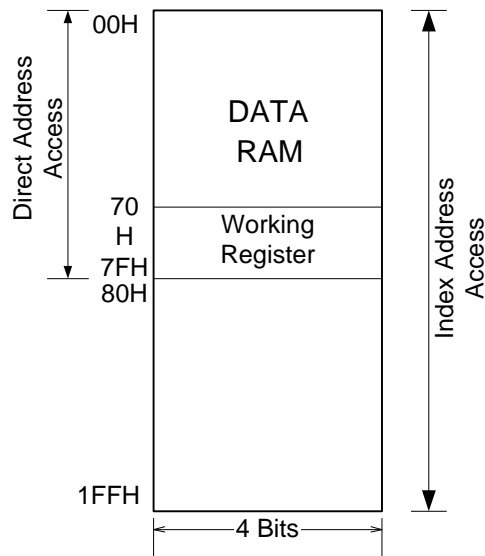 00H
Direct Address
Access
DATA
RAM
70
H
7FH
Working
Register
80H
Index Address
Access
1FFH
4 Bits